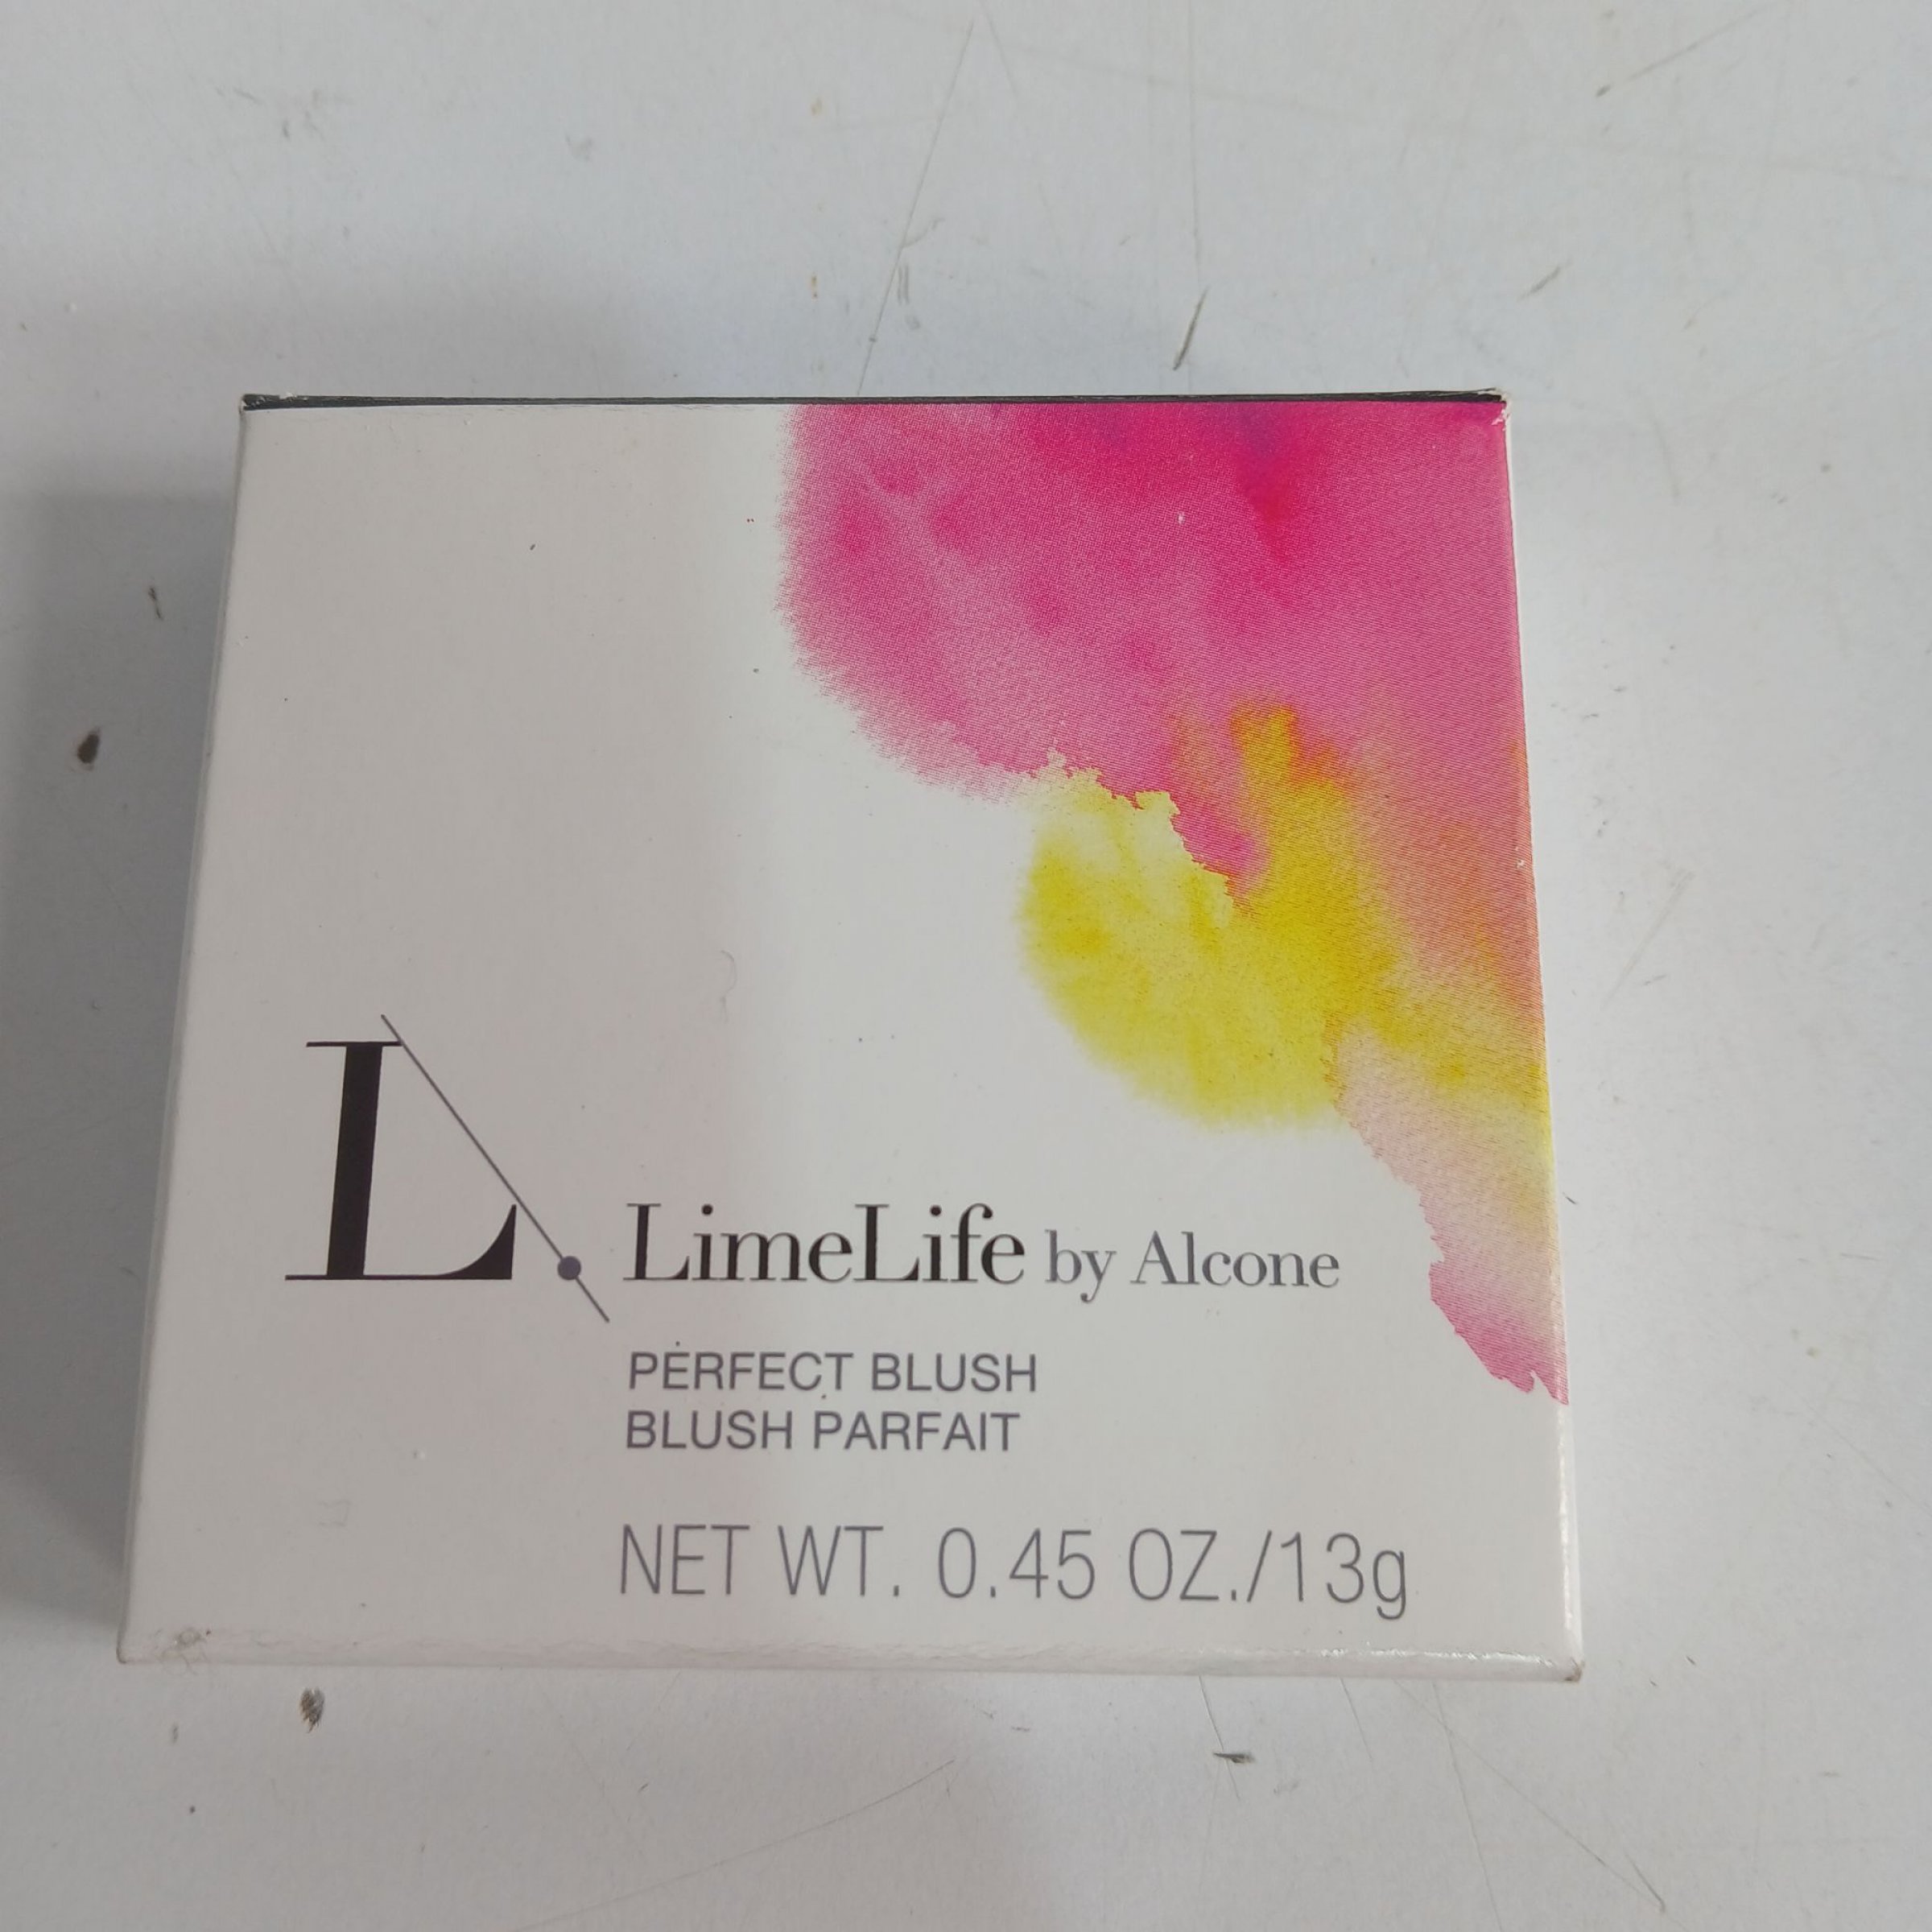 L
LimeLife by Alcone
PERFECT BLUSH
BLUSH PARFAIT
NET WT. 0.45 OZ./13g